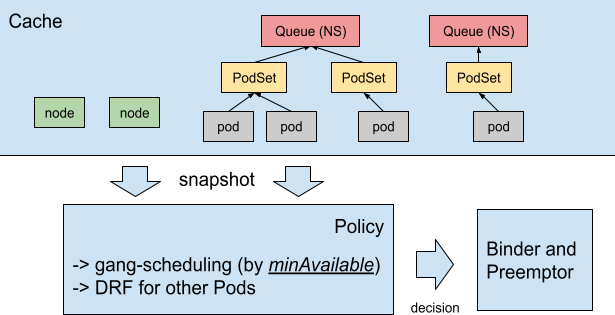 Cache
Queue (NS)
Queue (NS)
PodSet
PodSet
PodSet
node
node
pod
pod
pod
pod
snapshot
Policy
-> gang-scheduling (by minAvailable)
-> DRF for other Pods
decision
Binder and
Preemptor